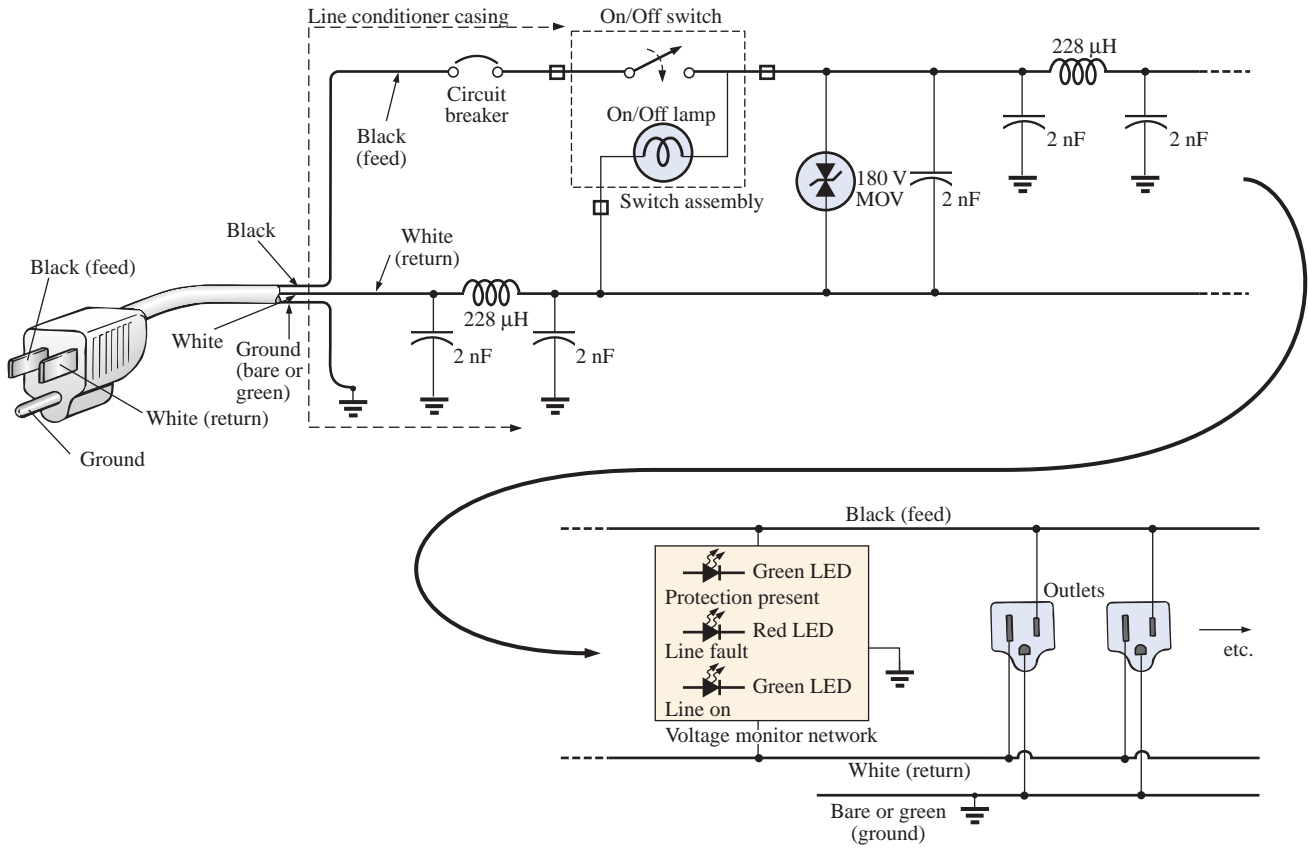 Line conditioner casing
On/Off switch
228 μH
Circuit
breaker
On/Off lamp
Black
(feed)
2 nF
2 nF
180 V
MOV
2 nF
Switch assembly
Black
White
(return)
Black (feed)
228 μH
White
Ground
(bare or
green)
2 nF
2 nF
White (return)
Ground
Black (feed)
Green LED
Protection present
Outlets
Red LED
Line fault
etc.
Green LED
Line on
Voltage monitor network
White (return)
Bare or green
(ground)